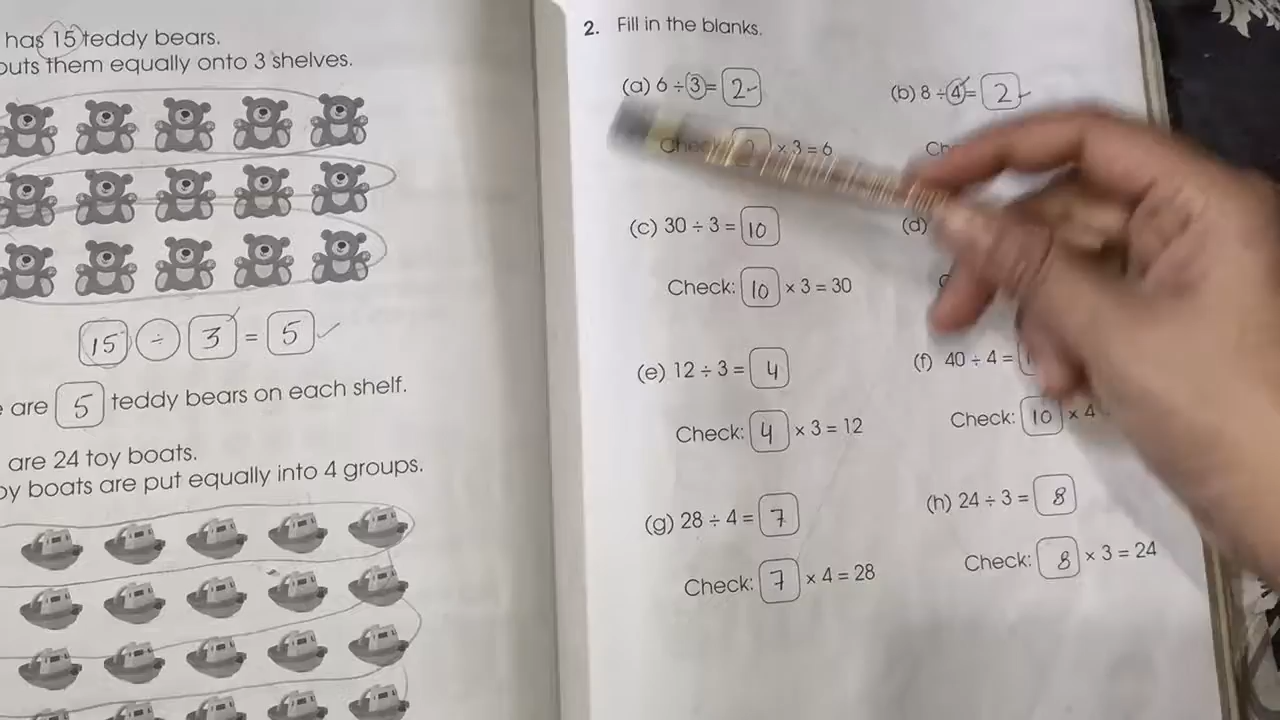 has 15 teddy bears.
puts them equally onto 3 shelves.
15 ÷ 3 = 5 ✓
are 5 teddy bears on each shelf.
are 24 toy boats.
boats are put equally into 4 groups.
2. Fill in the blanks.
(a) 6 ÷ 3 = 2
(b) 8 ÷ 4 = 2
Check: × 3 = 6
(c) 30 ÷ 3 = 10
(d)
Check: 10 × 3 = 30
(e) 12 ÷ 3 = 4
(f) 40 ÷ 4 =
Check: 4 × 3 = 12
Check: 10 × 4
(g) 28 ÷ 4 = 7
(h) 24 ÷ 3 = 8
Check: 7 × 4 = 28
Check: 8 × 3 = 24